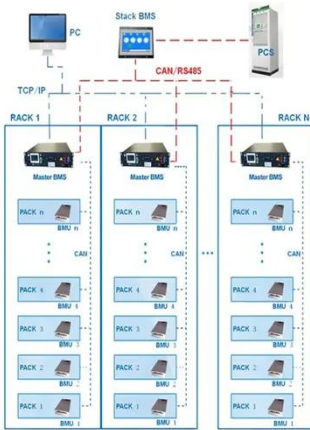 PC
Stack BMS
PCS
CAN/RS485
TCP/IP
RACK 1
RACK 2
RACK N
Master BMS
Master BMS
Master BMS
PACK n
BMU n
PACK n
BMU n
PACK n
BMU n
CAN
CAN
CAN
PACK 4
BMU 4
PACK 4
BMU 4
PACK 4
BMU 4
PACK 3
BMU 3
PACK 3
BMU 3
PACK 3
BMU 3
PACK 2
BMU 2
PACK 2
BMU 2
PACK 2
BMU 2
PACK 1
BMU 1
PACK 1
BMU 1
PACK 1
BMU 1